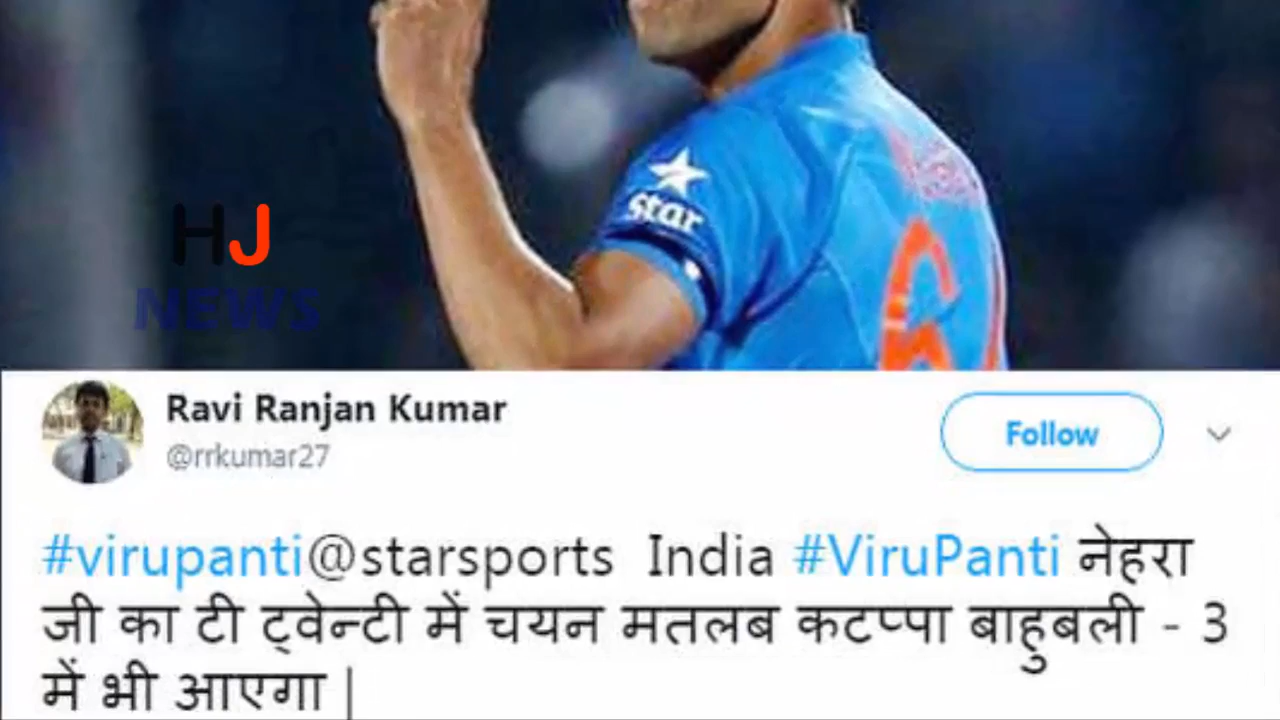 star
HJ
NEWS
Ravi Ranjan Kumar
@rrkumar27
Follow
#virupanti@starsports India #ViruPanti नेहरा
जी का टी ट्वेन्टी में चयन मतलब कटप्पा बाहुबली - 3
में भी आएगा |